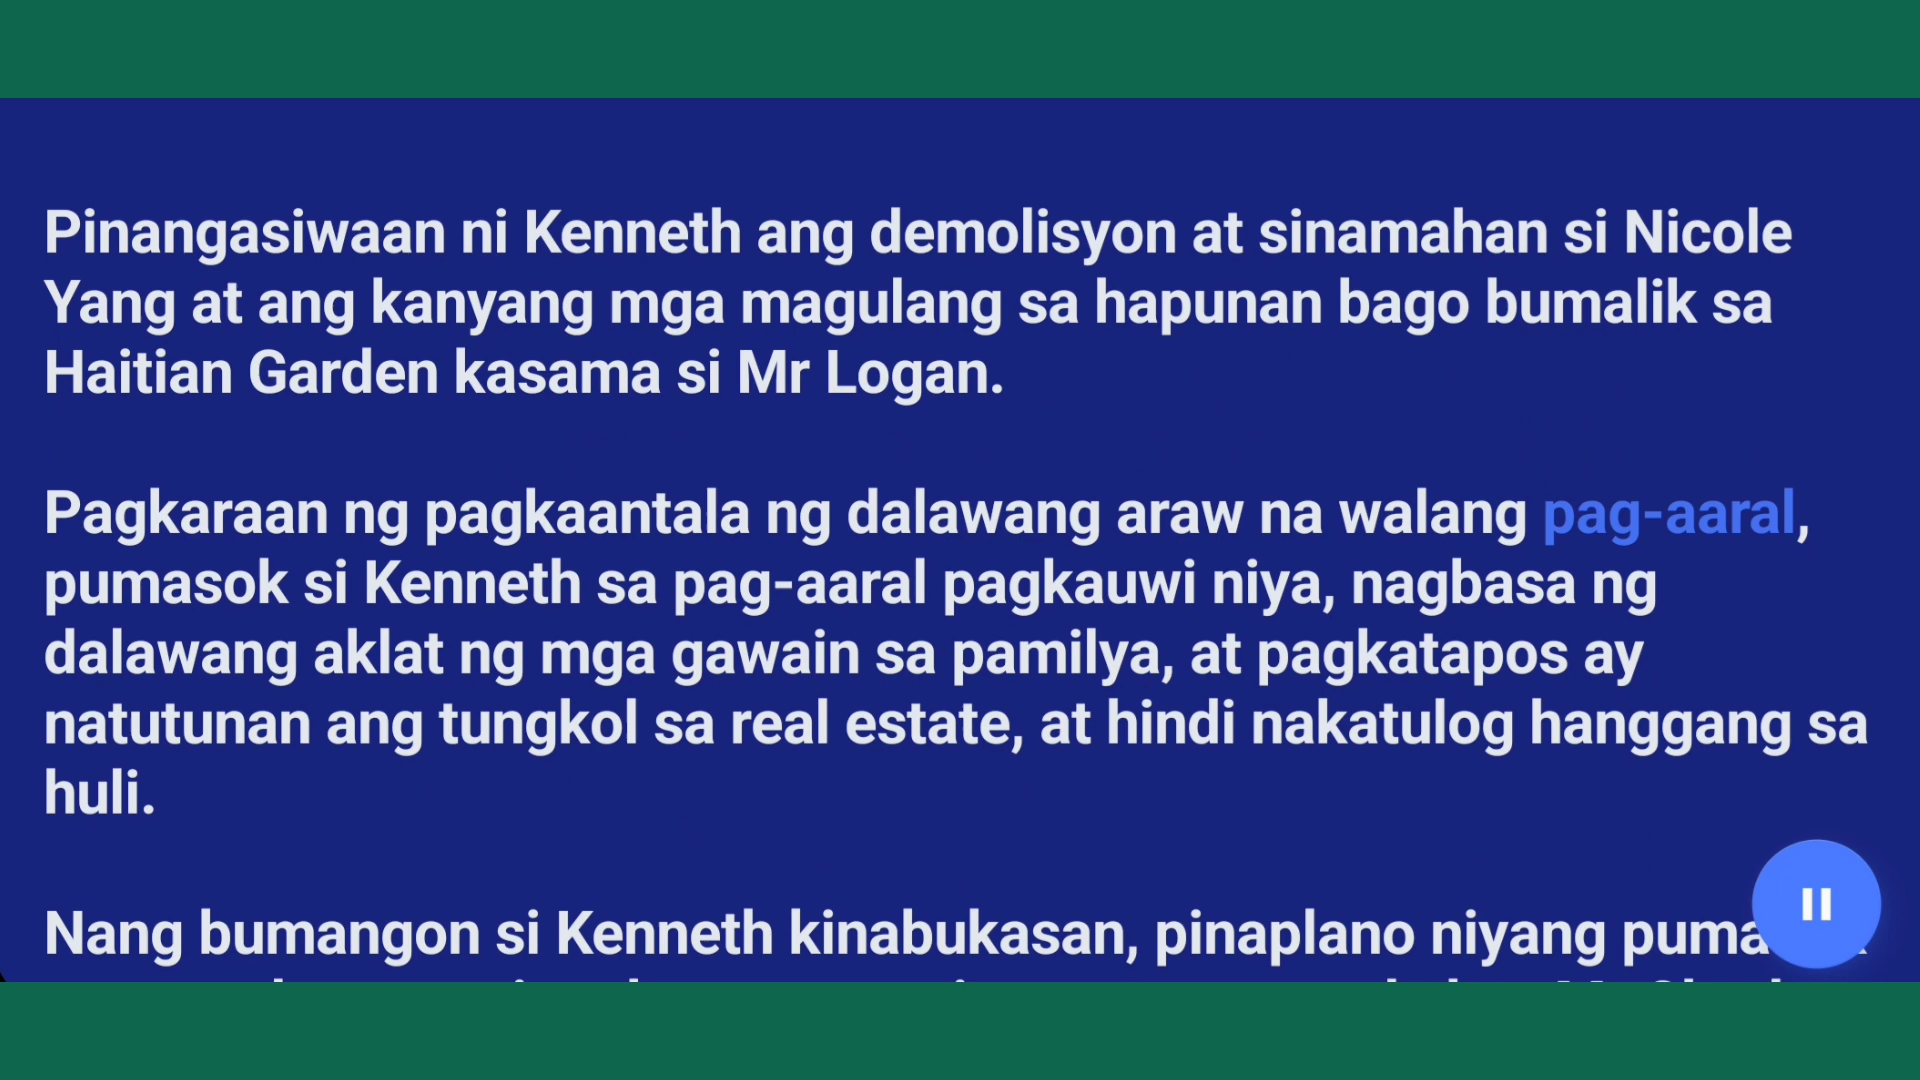 Pinangasiwaan ni Kenneth ang demolisyon at sinamahan si Nicole
Yang at ang kanyang mga magulang sa hapunan bago bumalik sa
Haitian Garden kasama si Mr Logan.
Pagkaraan ng pagkaantala ng dalawang araw na walang pag-aaral,
pumasok si Kenneth sa pag-aaral pagkauwi niya, nagbasa ng
dalawang aklat ng mga gawain sa pamilya, at pagkatapos ay
natutunan ang tungkol sa real estate, at hindi nakatulog hanggang sa
huli.
Nang bumangon si Kenneth kinabukasan, pinaplano niyang